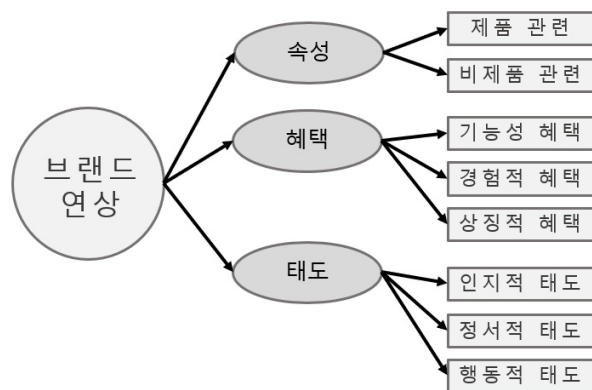 브랜드
연상
속성
제품 관련
비제품 관련
혜택
기능성 혜택
경험적 혜택
상징적 혜택
태도
인지적 태도
정서적 태도
행동적 태도